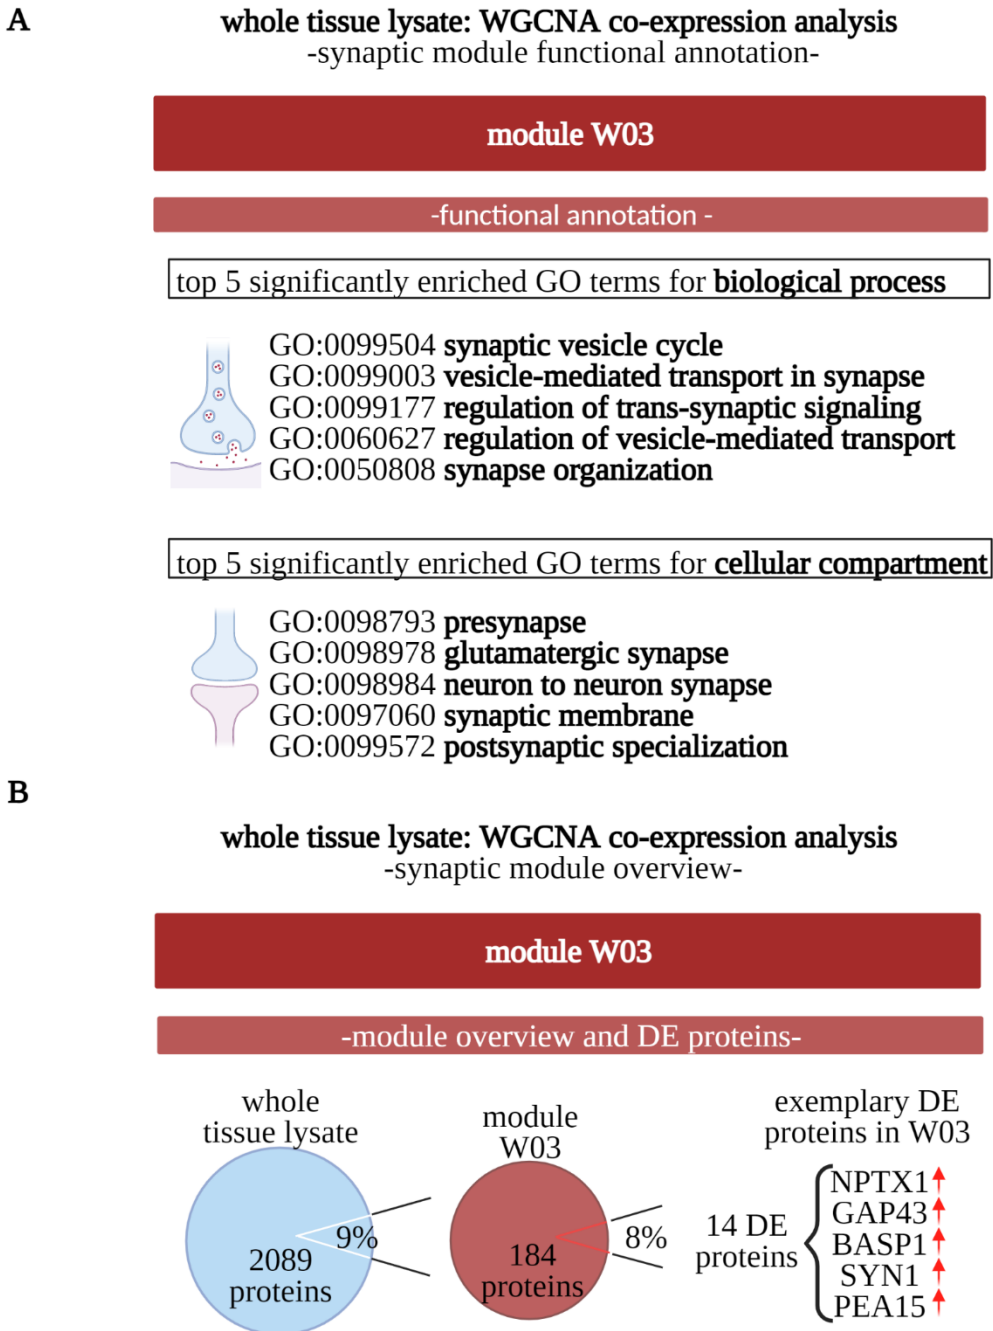 A
whole tissue lysate: WGCNA co-expression analysis
-synaptic module functional annotation-
module W03
-functional annotation -
top 5 significantly enriched GO terms for biological process
GO:0099504 synaptic vesicle cycle
GO:0099003 vesicle-mediated transport in synapse
GO:0099177 regulation of trans-synaptic signaling
GO:0060627 regulation of vesicle-mediated transport
GO:0050808 synapse organization
top 5 significantly enriched GO terms for cellular compartment
GO:0098793 presynapse
GO:0098978 glutamatergic synapse
GO:0098984 neuron to neuron synapse
GO:0097060 synaptic membrane
GO:0099572 postsynaptic specialization
B
whole tissue lysate: WGCNA co-expression analysis
-synaptic module overview-
module W03
-module overview and DE proteins-
whole
tissue lysate
9%
2089
proteins
module
W03
8%
184
proteins
14 DE
proteins
exemplary DE
proteins in W03
NPTX1
GAP43
BASP1
SYN1
PEA15